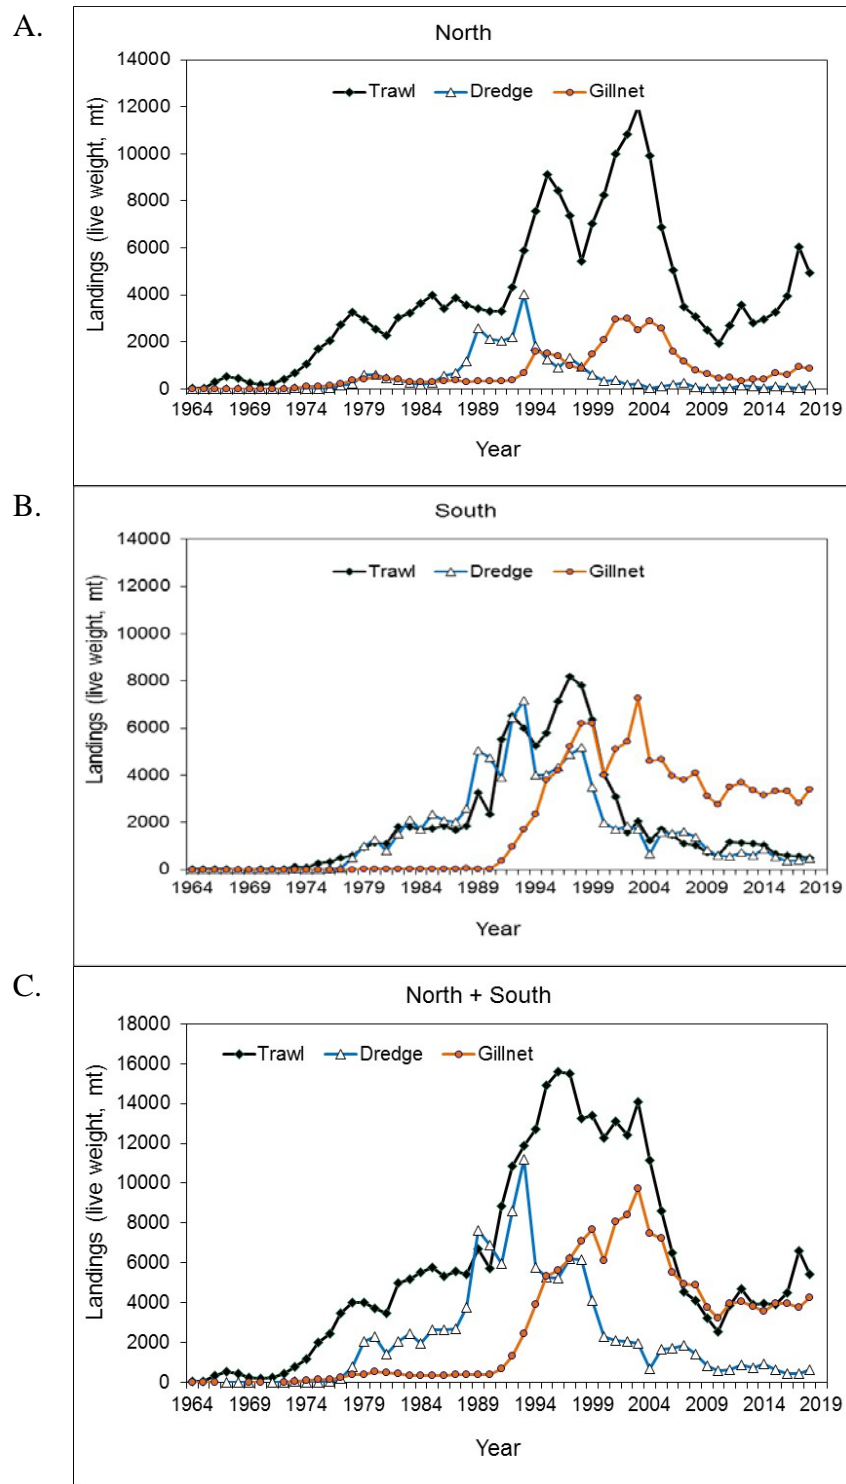 A.
North
Trawl Dredge Gillnet
14000
12000
10000
8000
6000
4000
2000
0
Landings (live weight, mt)
1964 1969 1974 1979 1984 1989 1994 1999 2004 2009 2014 2019
Year
B.
South
Trawl Dredge Gillnet
14000
12000
10000
8000
6000
4000
2000
0
Landings (live weight, mt)
1964 1969 1974 1979 1984 1989 1994 1999 2004 2009 2014 2019
Year
C.
North + South
Trawl Dredge Gillnet
18000
16000
14000
12000
10000
8000
6000
4000
2000
0
Landings (live weight, mt)
1964 1969 1974 1979 1984 1989 1994 1999 2004 2009 2014 2019
Year